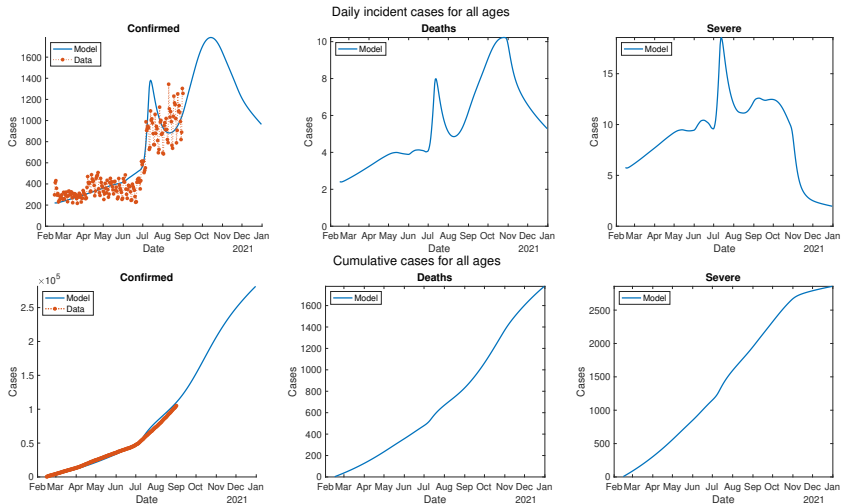 Daily incident cases for all ages
Confirmed
Deaths
Severe
Model
Data
Model
Model
1600
1400
1200
1000
800
600
400
200
0
10
8
6
4
2
0
15
10
5
0
Cases
Cases
Cases
Feb Mar Apr May Jun Jul Aug Sep Oct Nov Dec Jan
Feb Mar Apr May Jun Jul Aug Sep Oct Nov Dec Jan
Feb Mar Apr May Jun Jul Aug Sep Oct Nov Dec Jan
Date 2021
Date 2021
Date 2021
Cumulative cases for all ages
×10⁵
Confirmed
Deaths
Severe
Model
Data
Model
Model
2.5
2
1.5
1
0.5
0
1600
1400
1200
1000
800
600
400
200
0
2500
2000
1500
1000
500
0
Cases
Cases
Cases
Feb Mar Apr May Jun Jul Aug Sep Oct Nov Dec Jan
Feb Mar Apr May Jun Jul Aug Sep Oct Nov Dec Jan
Feb Mar Apr May Jun Jul Aug Sep Oct Nov Dec Jan
Date 2021
Date 2021
Date 2021